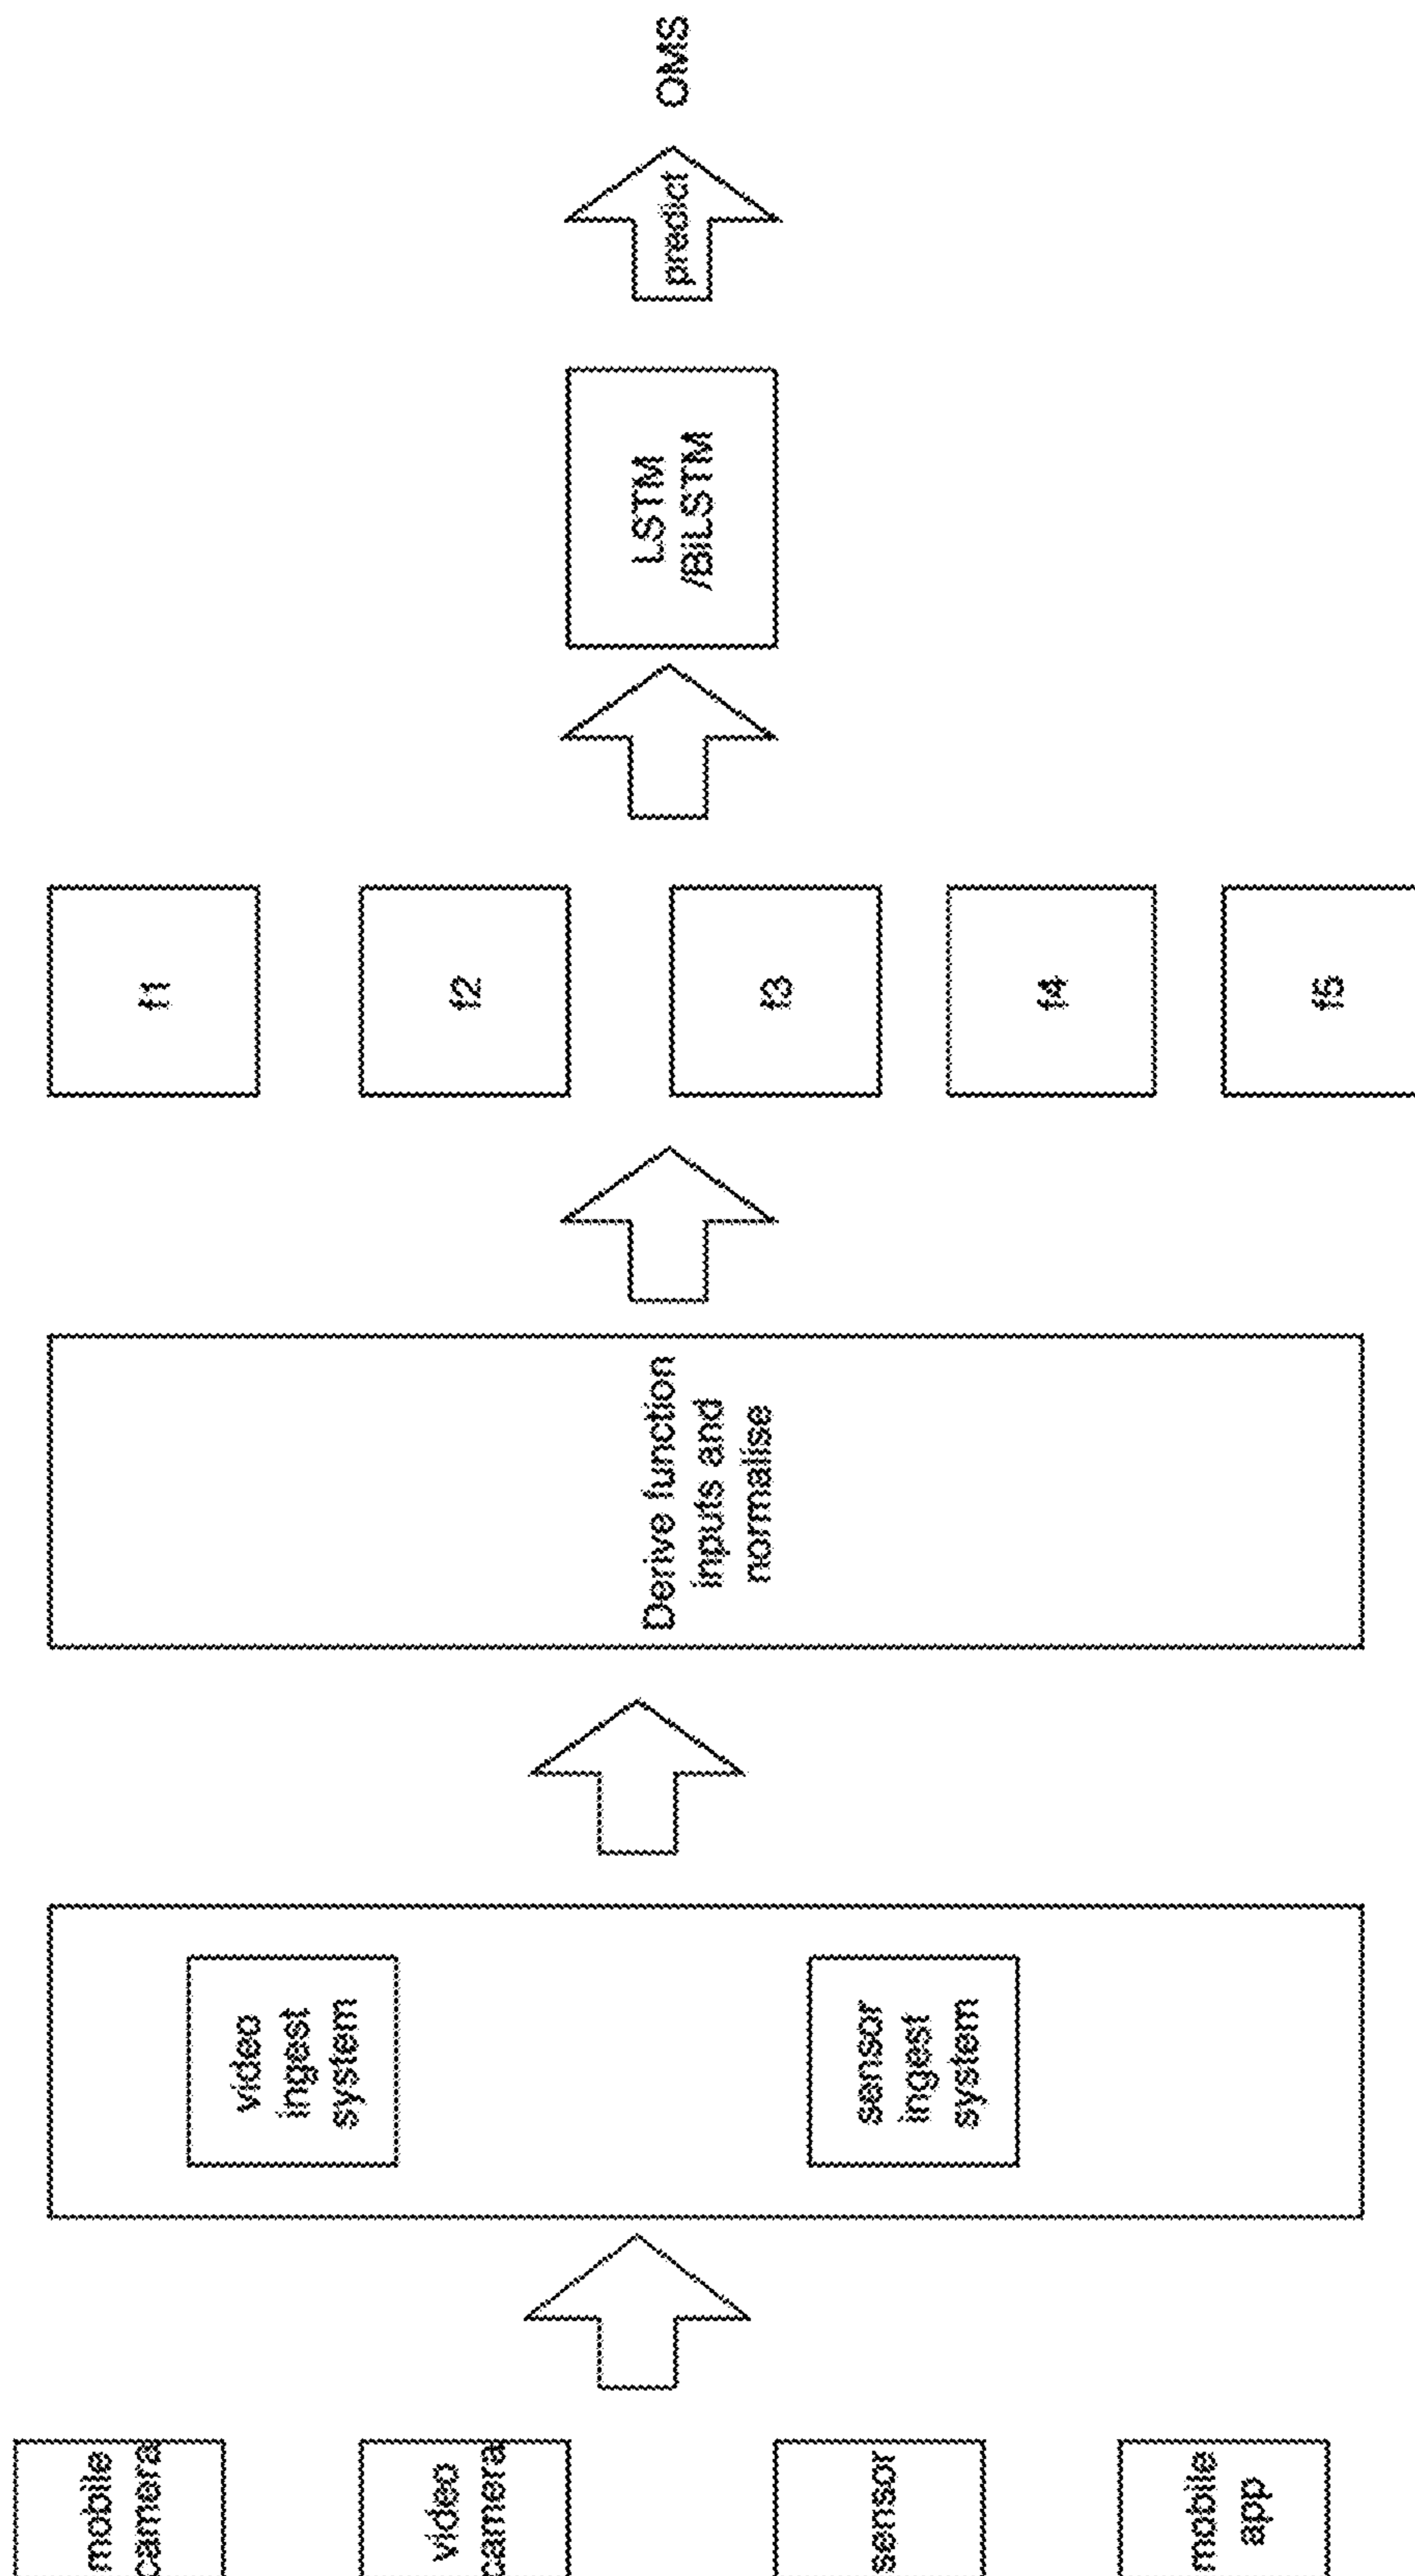 mobile
camera
video
camera
sensor
mobile
app
video
ingest
system
sensor
ingest
system
Derive function
inputs and
normalise
f1
f2
f3
f4
f5
LSTM
/BiLSTM
predict
OMS